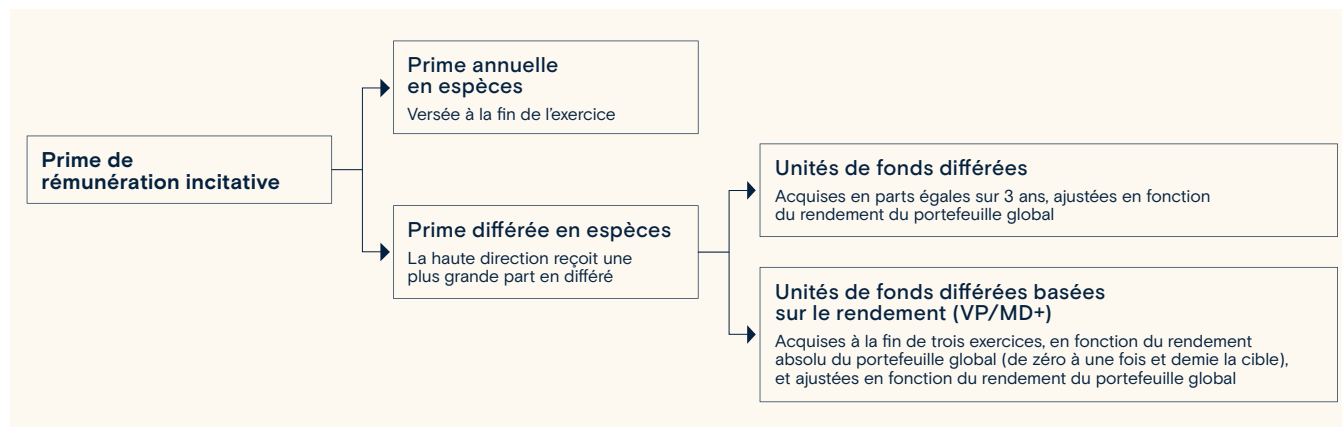 Prime de
rémunération incitative
Prime annuelle
en espèces
Versée à la fin de l'exercice
Prime différée en espèces
La haute direction reçoit une
plus grande part en différé
Unités de fonds différées
Acquises en parts égales sur 3 ans, ajustées en fonction
du rendement du portefeuille global
Unités de fonds différées basées
sur le rendement (VP/MD+)
Acquises à la fin de trois exercices, en fonction du rendement
absolu du portefeuille global (de zéro à une fois et demie la cible),
et ajustées en fonction du rendement du portefeuille global